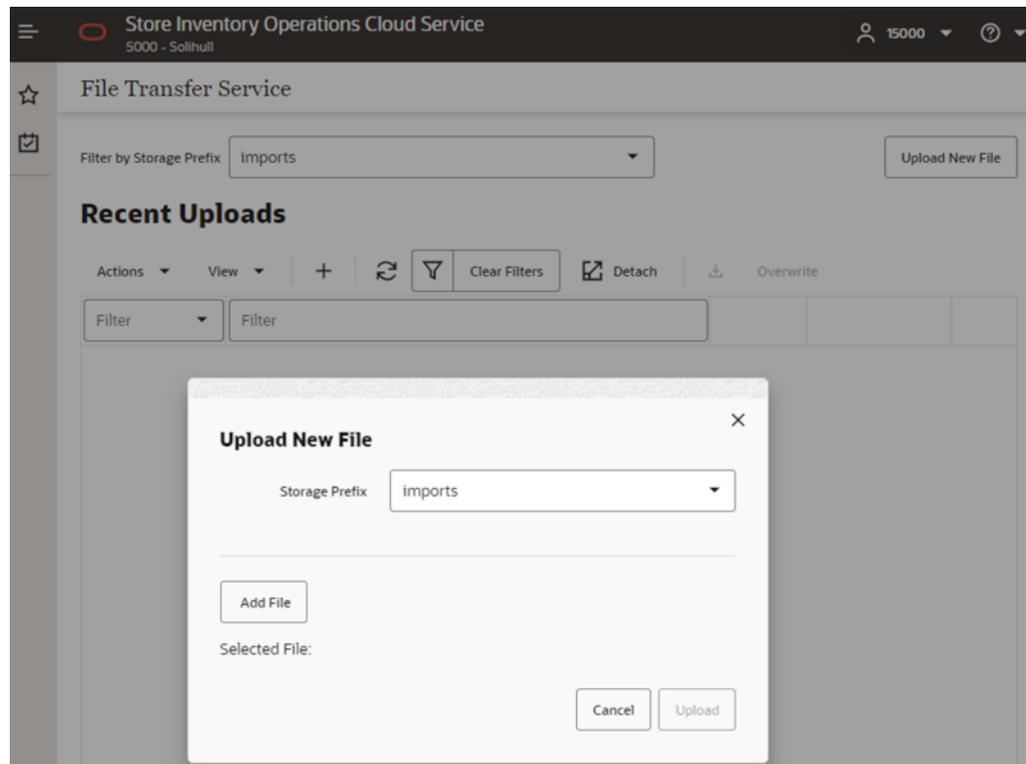 Store Inventory Operations Cloud Service
5000 - Solihull
15000
File Transfer Service
Filter by Storage Prefix imports Upload New File
Recent Uploads
Actions View Clear Filters Detach Overwrite
Filter Filter
Upload New File
Storage Prefix imports
Add File
Selected File:
Cancel Upload